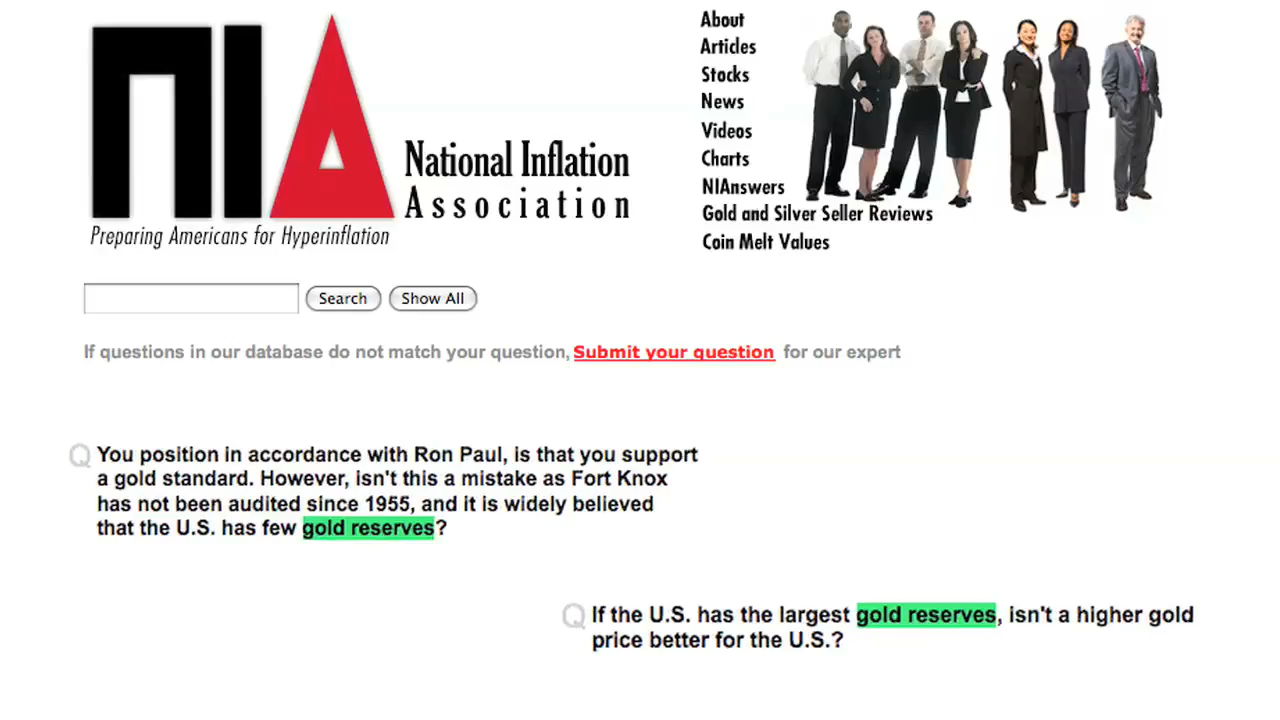 NIA
National Inflation
Association
Preparing Americans for Hyperinflation
About
Articles
Stocks
News
Videos
Charts
NIAnswers
Gold and Silver Seller Reviews
Coin Melt Values
Search
Show All
If questions in our database do not match your question, Submit your question for our expert
Q You position in accordance with Ron Paul, is that you support
a gold standard. However, isn't this a mistake as Fort Knox
has not been audited since 1955, and it is widely believed
that the U.S. has few gold reserves?
Q If the U.S. has the largest gold reserves, isn't a higher gold
price better for the U.S.?